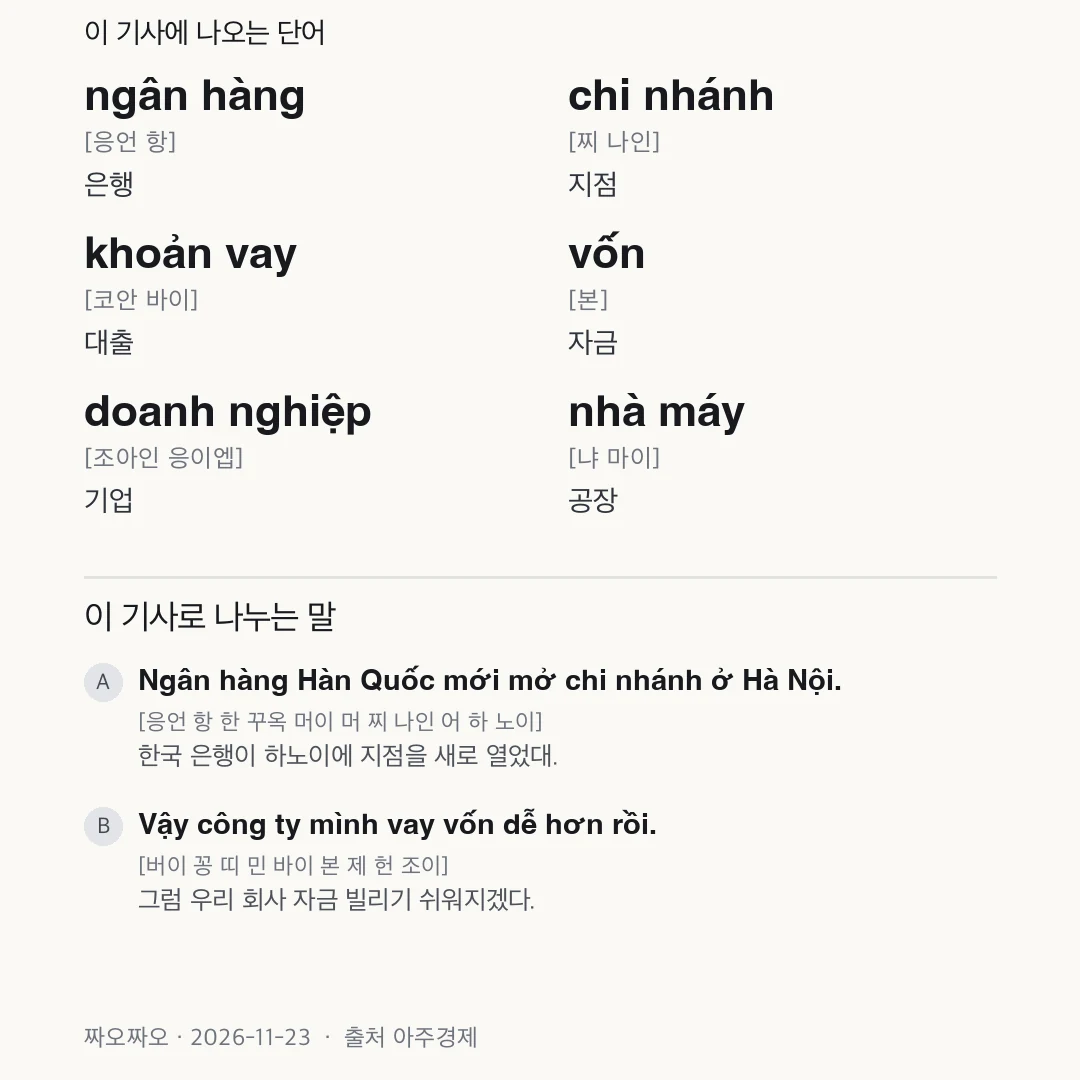 이 기사에 나오는 단어
ngân hàng
[응언 항]
은행
chi nhánh
[찌 나인]
지점
khoản vay
[코안 바이]
대출
vốn
[본]
자금
doanh nghiệp
[조아인 응이엡]
기업
nhà máy
[냐 마이]
공장
이 기사로 나누는 말
A Ngân hàng Hàn Quốc mới mở chi nhánh ở Hà Nội.
[응언 항 한 꾸옥 머이 머 찌 나인 어 하 노이]
한국 은행이 하노이에 지점을 새로 열었대.
B Vậy công ty mình vay vốn dễ hơn rồi.
[버이 꽁 띠 민 바이 본 제 헌 조이]
그럼 우리 회사 자금 빌리기 쉬워지겠다.
짜오짜오 · 2026-11-23 · 출처 아주경제